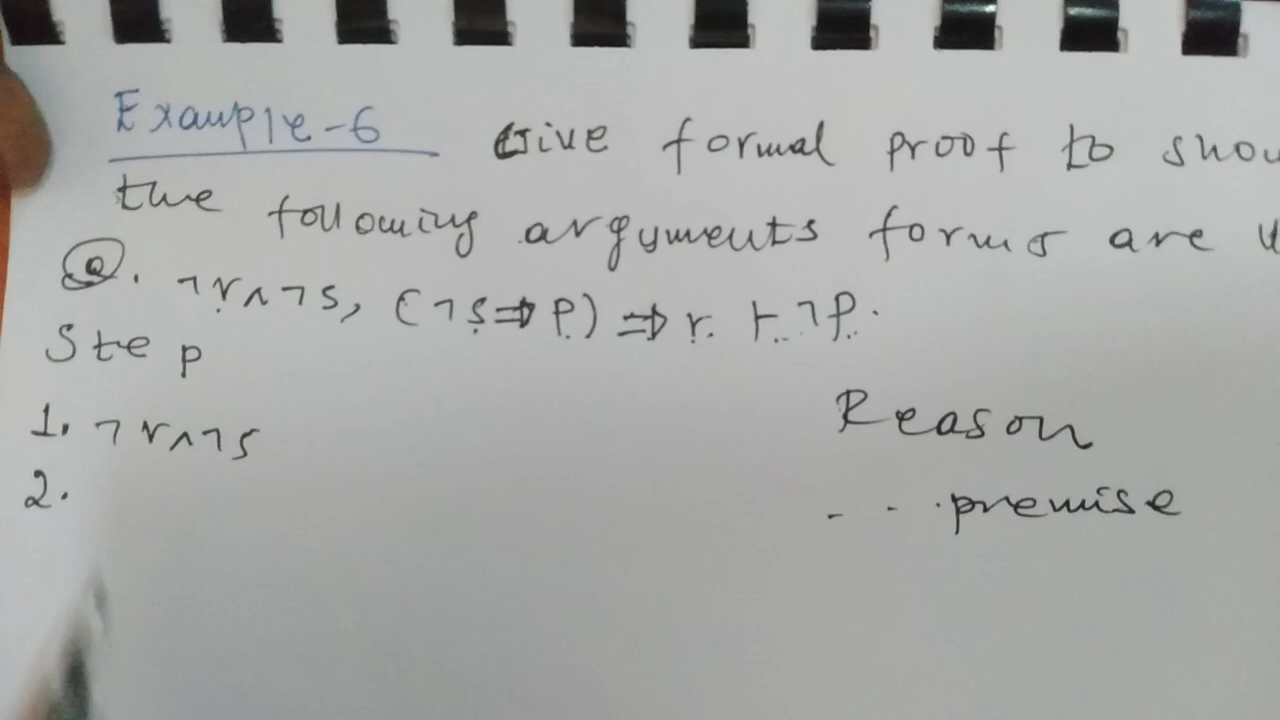 Example-6 Give formal proof to show
the following arguments forms are
a. ¬r∧¬s, (¬s⇒p)⇒r ⊢ ¬p.
Step
Reason
1. ¬r∧¬s
... premise
2.